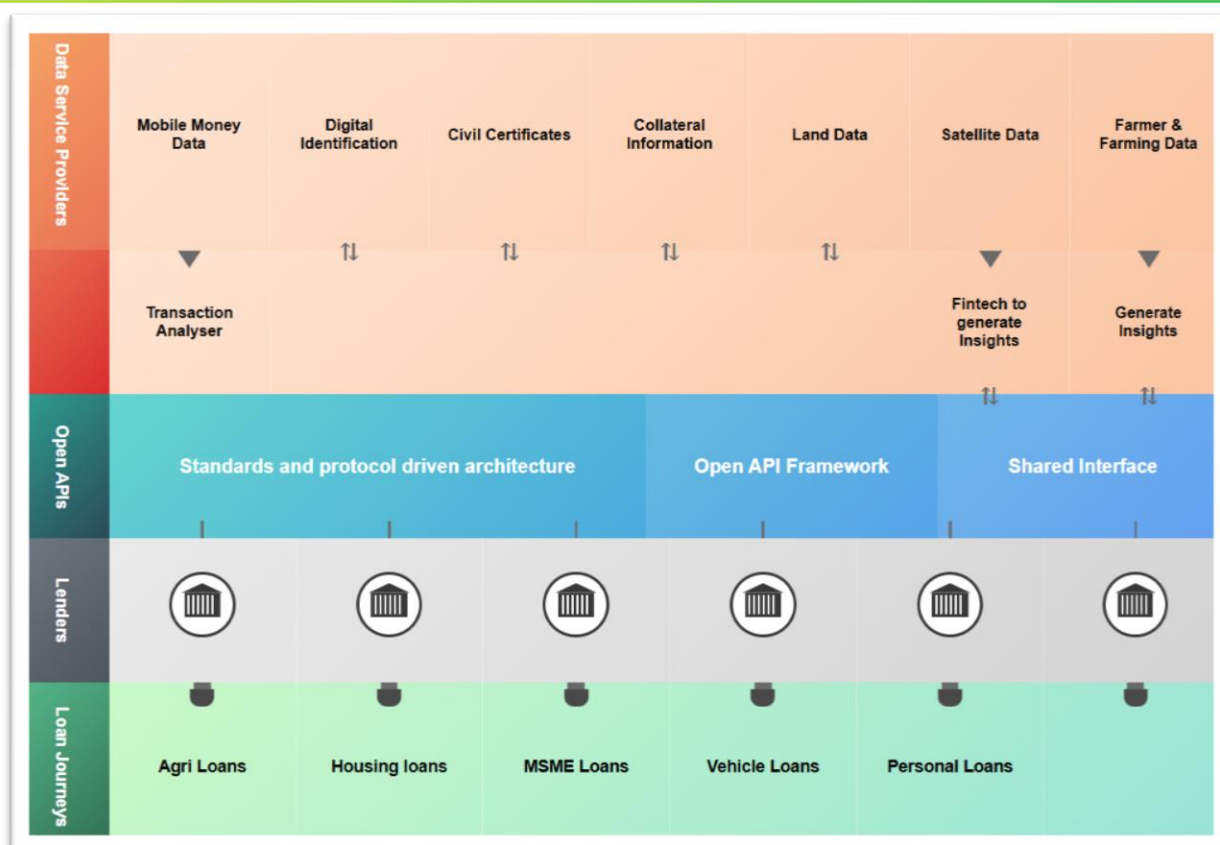 Data Service Providers
Mobile Money
Data
Digital
Identification
Civil Certificates
Collateral
Information
Land Data
Satellite Data
Farmer &
Farming Data
Transaction
Analyser
Fintech to
generate
Insights
Generate
Insights
Open APIs
Standards and protocol driven architecture
Open API Framework
Shared Interface
Lenders
Loan Journeys
Agri Loans
Housing loans
MSME Loans
Vehicle Loans
Personal Loans